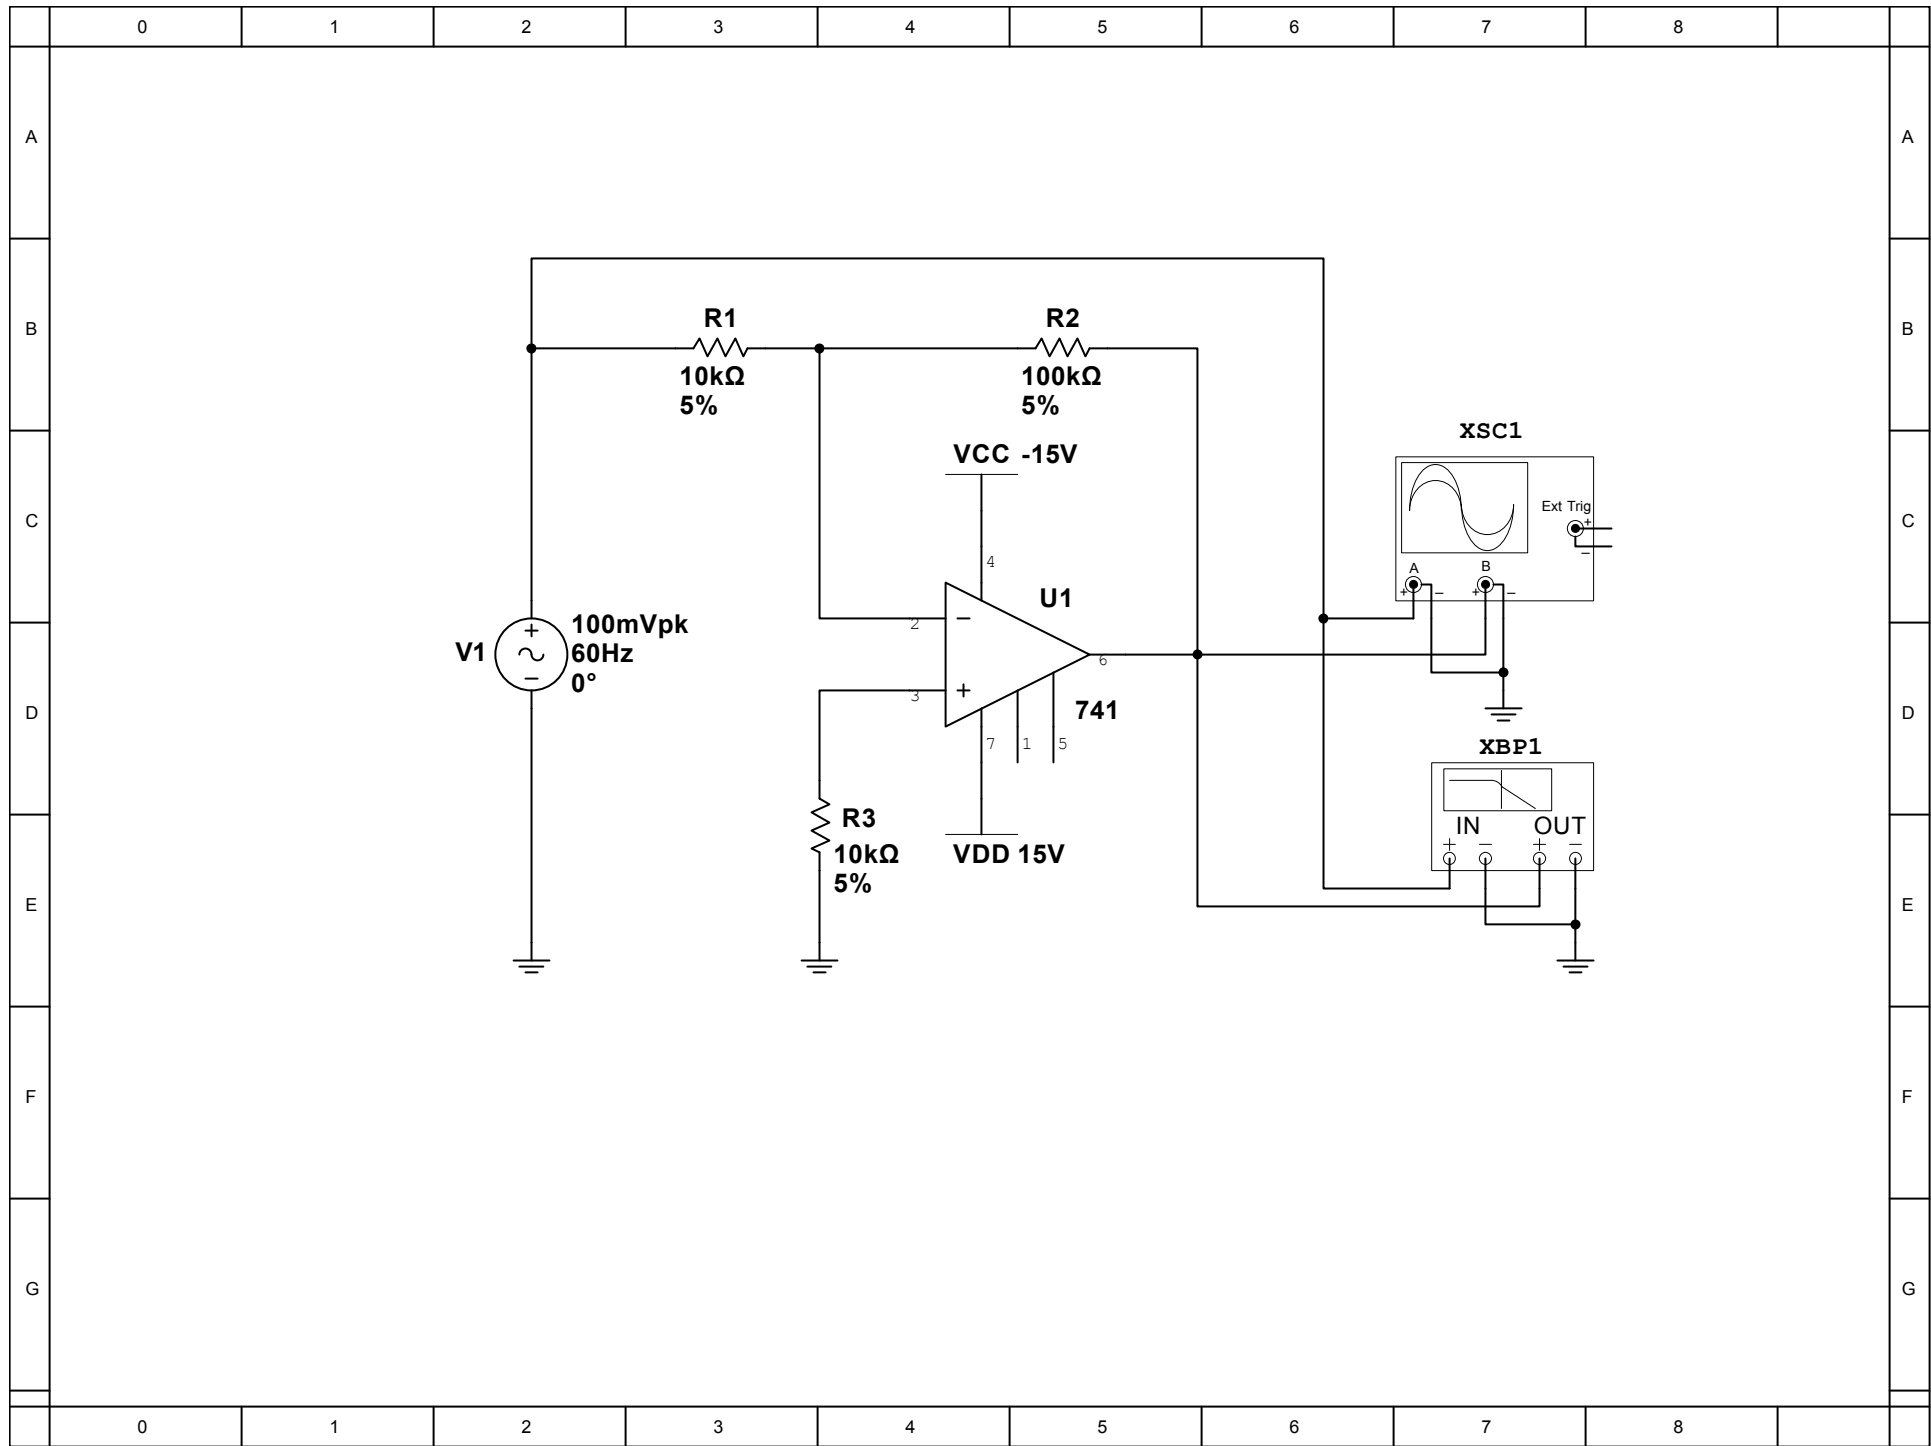 0 1 2 3 4 5 6 7 8
A A
B B
R1
10kΩ
5%
R2
100kΩ
5%
XSC1
VCC -15V
Ext Trig
+
−
C C
A B
+ − + −
4
U1
2
−
V1
+
−
100mVpk
60Hz
0°
6
3
+
741
D D
7 1 5
XBP1
IN OUT
+ − + −
R3
10kΩ
5%
VDD 15V
E E
F F
G G
0 1 2 3 4 5 6 7 8